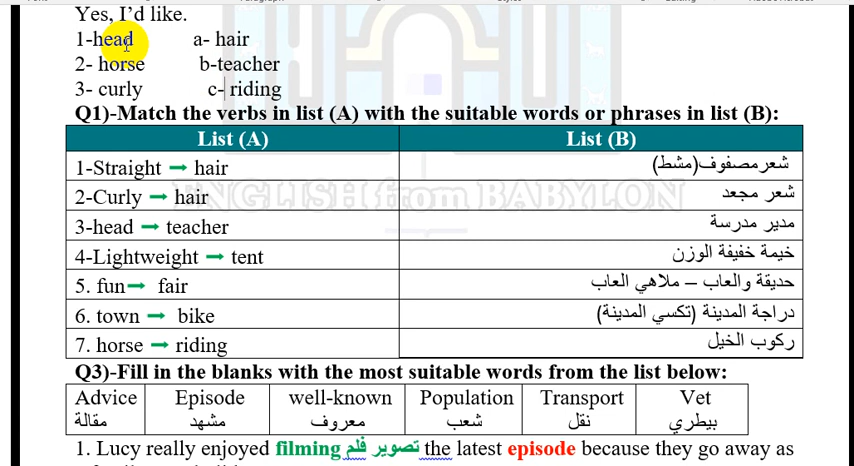 Yes, I’d like.
1-head a- hair
2- horse b-teacher
3- curly c- riding
Q1)-Match the verbs in list (A) with the suitable words or phrases in list (B):
List (A) List (B)
1-Straight → hair شعرمصفوف(مشط)
2-Curly → hair شعر مجعد
3-head → teacher مدير مدرسة
4-Lightweight → tent خيمة خفيفة الوزن
5. fun→ fair حديقة والعاب – ملاهي العاب
6. town → bike دراجة المدينة (تكسي المدينة)
7. horse → riding ركوب الخيل
ENGLISH from BABYLON
Q3)-Fill in the blanks with the most suitable words from the list below:
Advice Episode well-known Population Transport Vet
مقالة مشهد معروف شعب نقل بيطري
1. Lucy really enjoyed filming تصوير فلم the latest episode because they go away as